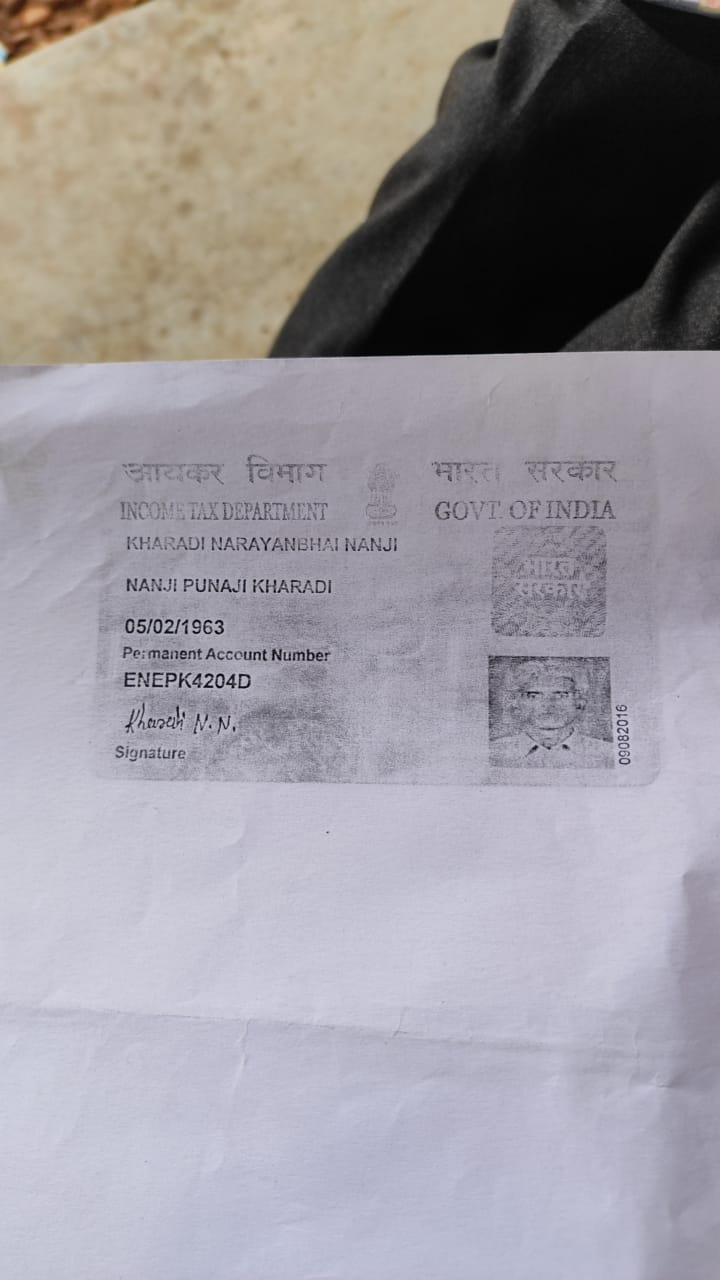 आयकर विभाग
भारत सरकार
INCOME TAX DEPARTMENT
GOVT. OF INDIA
KHARADI NARAYANBHAI NANJI
NANJI PUNAJI KHARADI
05/02/1963
Permanent Account Number
ENEPK4204D
Kharadi N. N.
Signature
भारत
सरकार
09082016